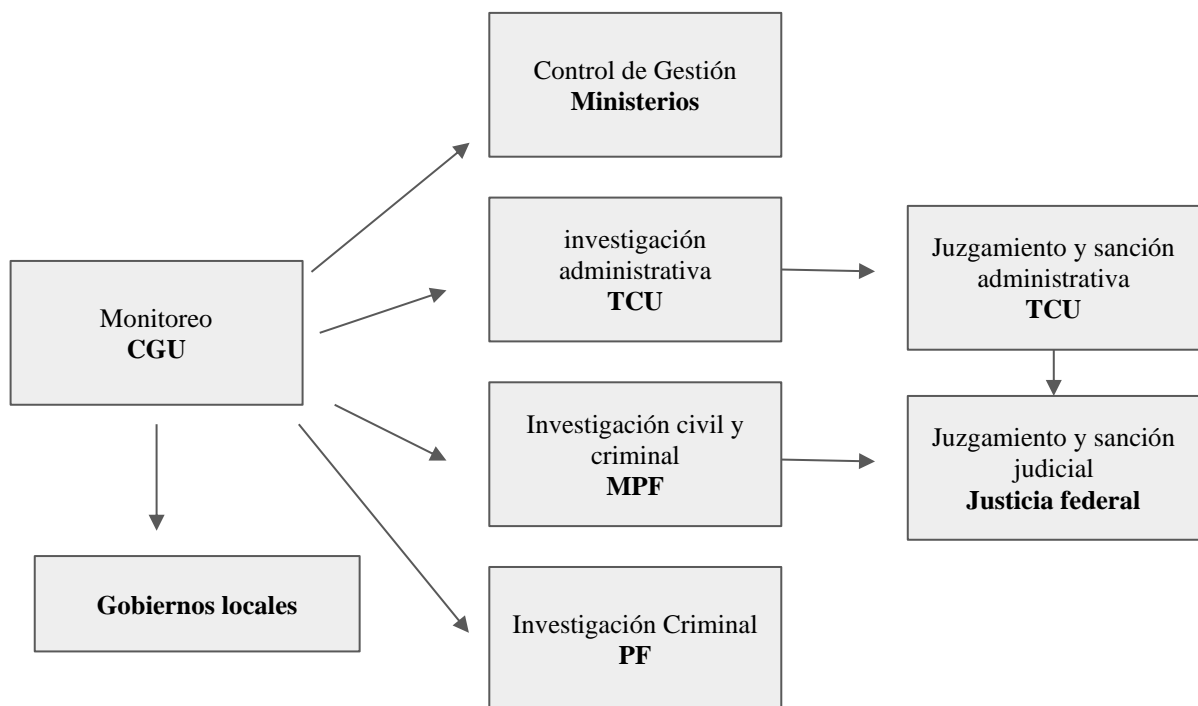 Control de Gestión
Ministerios
investigación
administrativa
TCU
Juzgamiento y sanción
administrativa
TCU
Monitoreo
CGU
Investigación civil y
criminal
MPF
Juzgamiento y sanción
judicial
Justicia federal
Gobiernos locales
Investigación Criminal
PF